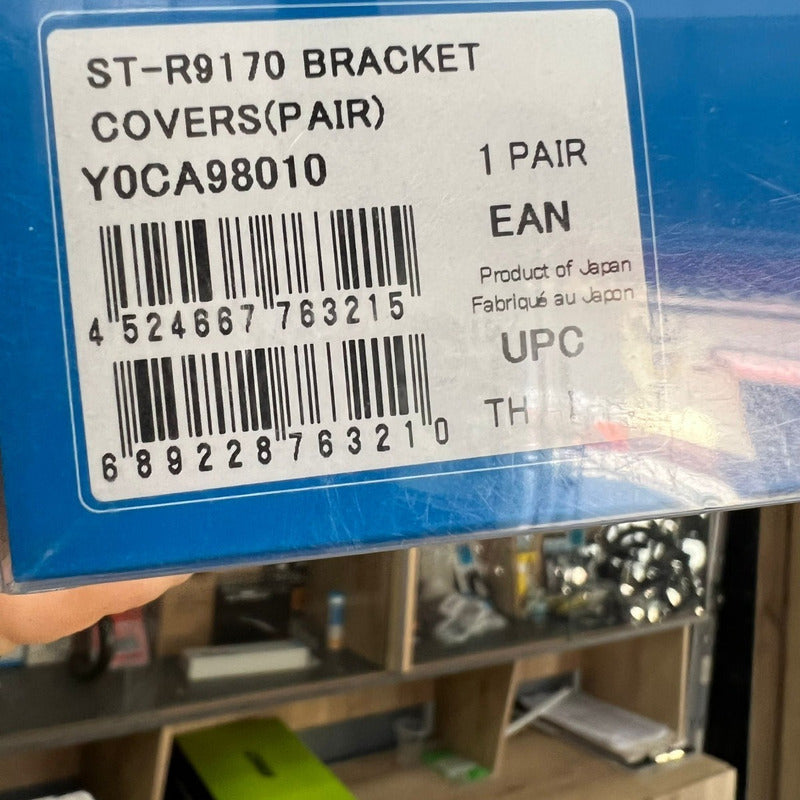 ST-R9170 BRACKET
COVERS(PAIR)
Y0CA98010
1 PAIR
EAN
4 524667 763215
Product of Japan
Fabriqué au Japon
UPC
6 89228 76321 0
TH